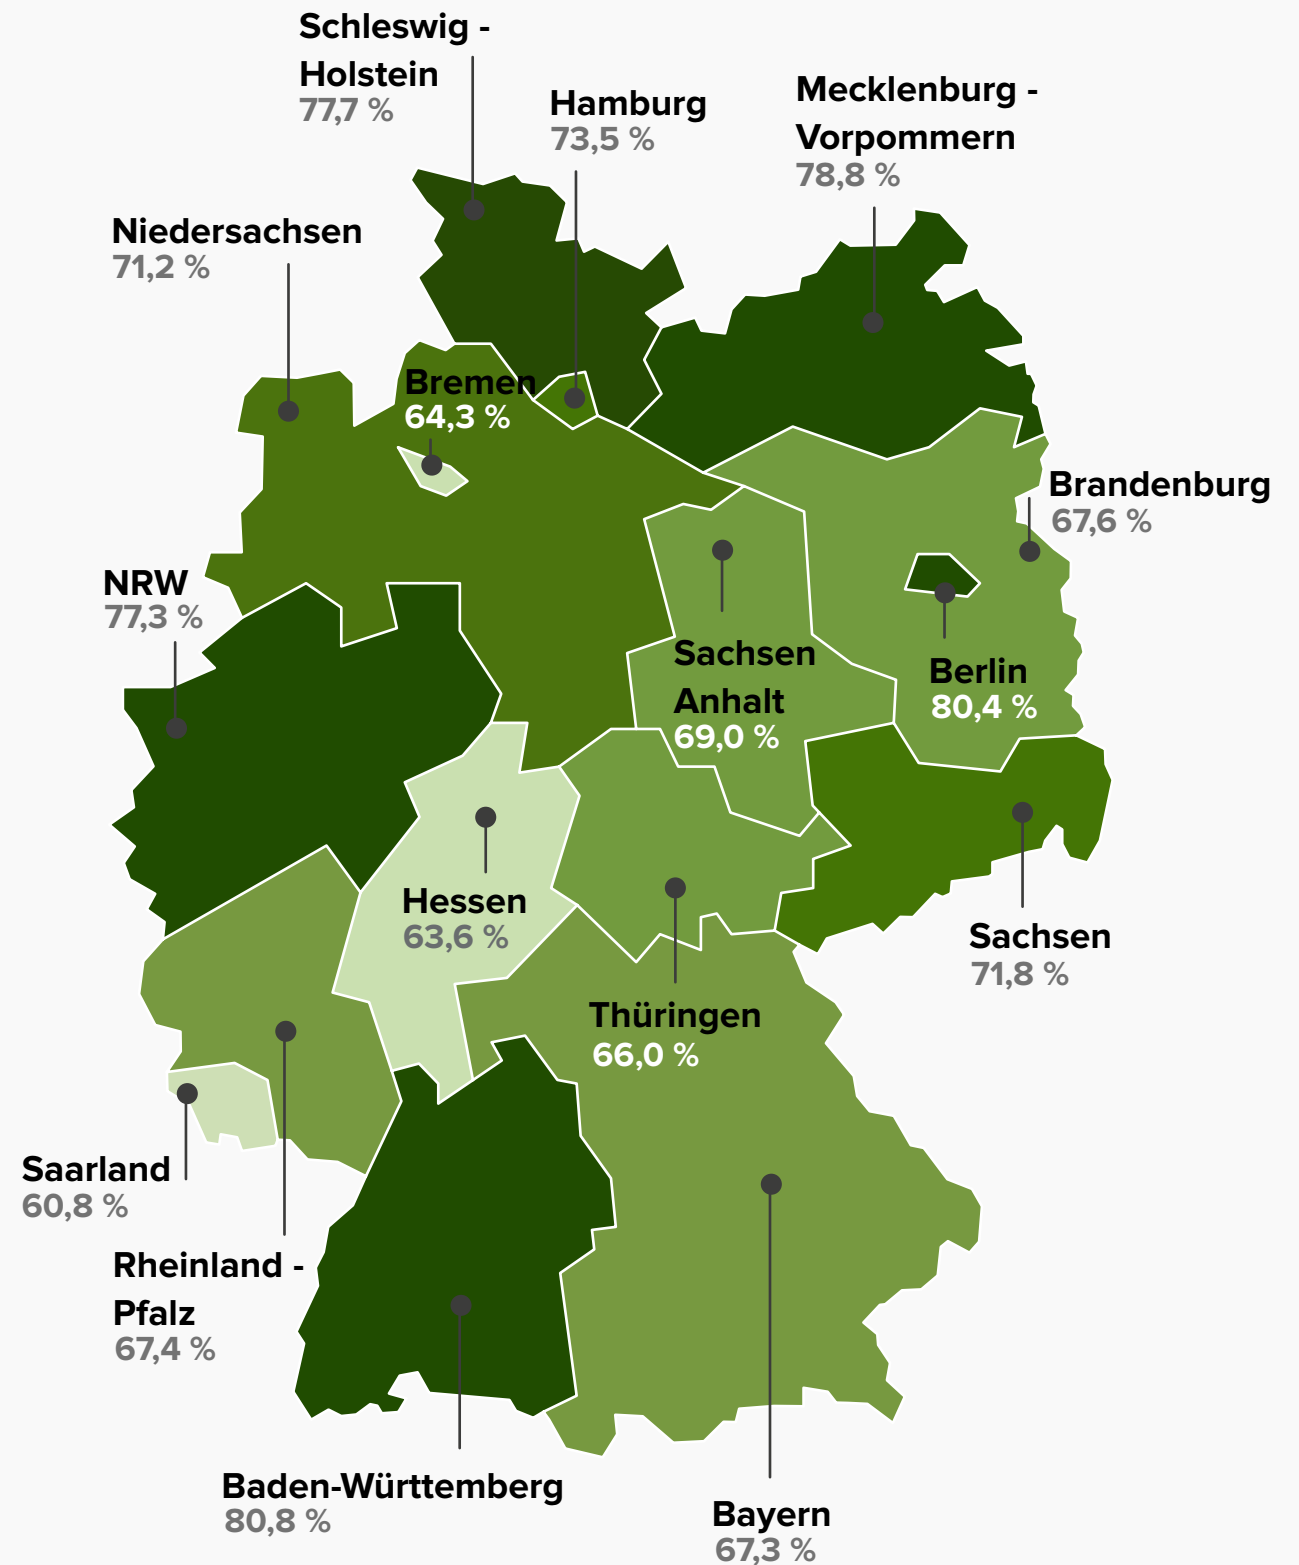 Schleswig -
Holstein
77,7 %
Hamburg
73,5 %
Mecklenburg -
Vorpommern
78,8 %
Niedersachsen
71,2 %
Bremen
64,3 %
Brandenburg
67,6 %
NRW
77,3 %
Sachsen
Anhalt
69,0 %
Berlin
80,4 %
Hessen
63,6 %
Sachsen
71,8 %
Thüringen
66,0 %
Saarland
60,8 %
Rheinland -
Pfalz
67,4 %
Baden-Württemberg
80,8 %
Bayern
67,3 %